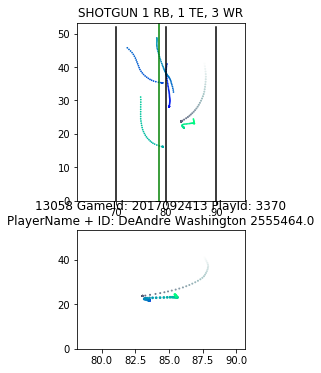 SHOTGUN 1 RB, 1 TE, 3 WR
50
40
30
20
10
0
70 80 90
13058 GameId: 2017092413 PlayId: 3370
PlayerName + ID: DeAndre Washington 2555464.0
40
20
0
80.0 82.5 85.0 87.5 90.0